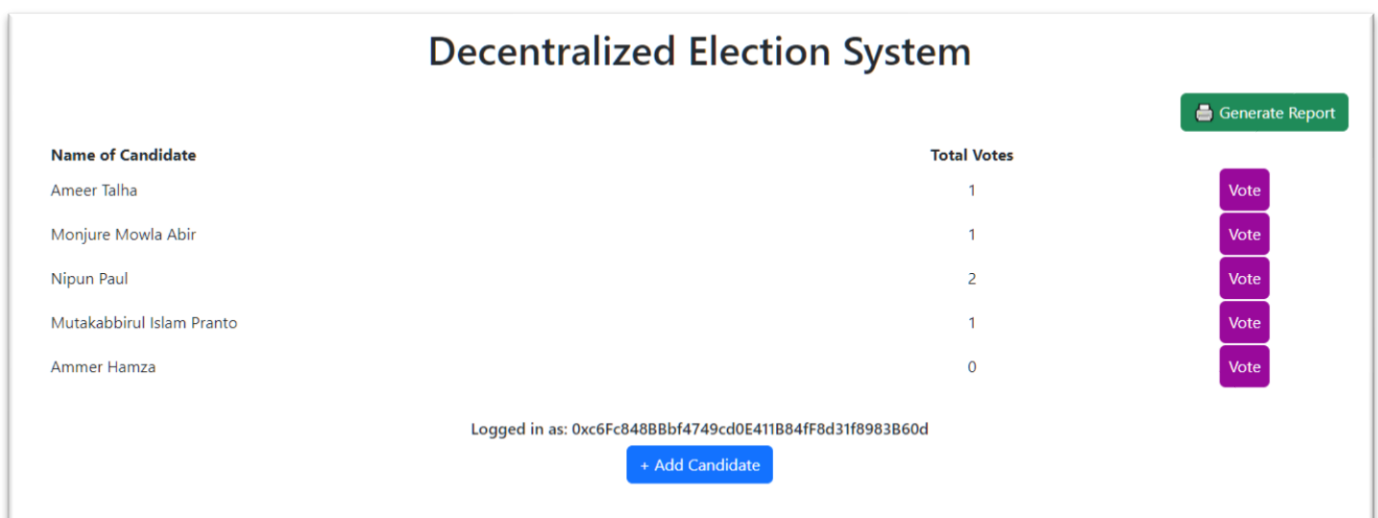 Decentralized Election System
Generate Report
Name of Candidate Total Votes
Ameer Talha 1 Vote
Monjure Mowla Abir 1 Vote
Nipun Paul 2 Vote
Mutakabbirul Islam Pranto 1 Vote
Ammer Hamza 0 Vote
Logged in as: 0xc6Fc848BBbf4749cd0E411B84fF8d31f8983B60d
+ Add Candidate